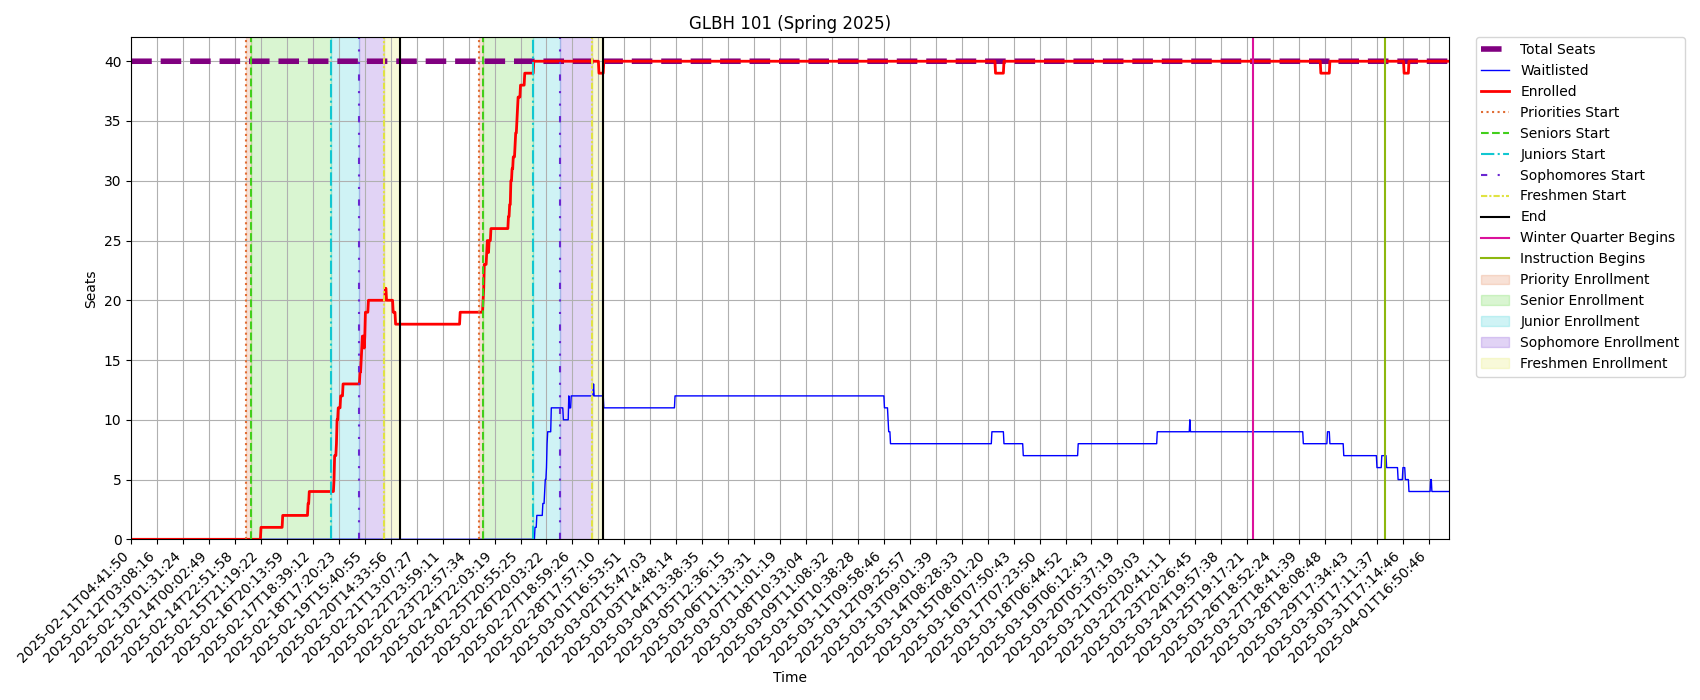 GLBH 101 (Spring 2025)
Seats
40
35
30
25
20
15
10
5
0
2025-02-11T04:41:50
2025-02-12T03:08:16
2025-02-13T01:31:24
2025-02-14T00:02:49
2025-02-14T22:51:58
2025-02-15T21:19:22
2025-02-16T20:13:59
2025-02-17T18:39:12
2025-02-18T17:20:23
2025-02-19T15:40:55
2025-02-20T14:33:56
2025-02-21T13:07:27
2025-02-22T23:59:11
2025-02-23T22:57:34
2025-02-24T22:03:19
2025-02-25T20:55:25
2025-02-26T20:03:22
2025-02-27T18:59:26
2025-02-28T17:57:10
2025-03-01T16:53:51
2025-03-02T15:47:03
2025-03-03T14:48:14
2025-03-04T13:38:35
2025-03-05T12:36:15
2025-03-06T11:33:31
2025-03-07T11:01:19
2025-03-08T10:33:04
2025-03-09T11:08:32
2025-03-10T10:38:28
2025-03-11T09:58:46
2025-03-12T09:25:57
2025-03-13T09:01:39
2025-03-14T08:28:33
2025-03-15T08:01:20
2025-03-16T07:50:43
2025-03-17T07:23:50
2025-03-18T06:44:52
2025-03-19T06:12:43
2025-03-20T05:37:19
2025-03-21T05:03:03
2025-03-22T20:41:11
2025-03-23T20:26:45
2025-03-24T19:57:38
2025-03-25T19:17:21
2025-03-26T18:52:24
2025-03-27T18:41:39
2025-03-28T18:08:48
2025-03-29T17:34:43
2025-03-30T17:11:37
2025-03-31T17:14:46
2025-04-01T16:50:46
Time
Total Seats
Waitlisted
Enrolled
Priorities Start
Seniors Start
Juniors Start
Sophomores Start
Freshmen Start
End
Winter Quarter Begins
Instruction Begins
Priority Enrollment
Senior Enrollment
Junior Enrollment
Sophomore Enrollment
Freshmen Enrollment